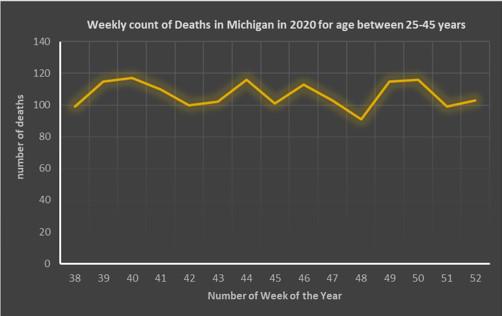 Weekly count of Deaths in Michigan in 2020 for age between 25-45 years
140
120
100
80
60
40
20
0
number of deaths
38 39 40 41 42 43 44 45 46 47 48 49 50 51 52
Number of Week of the Year